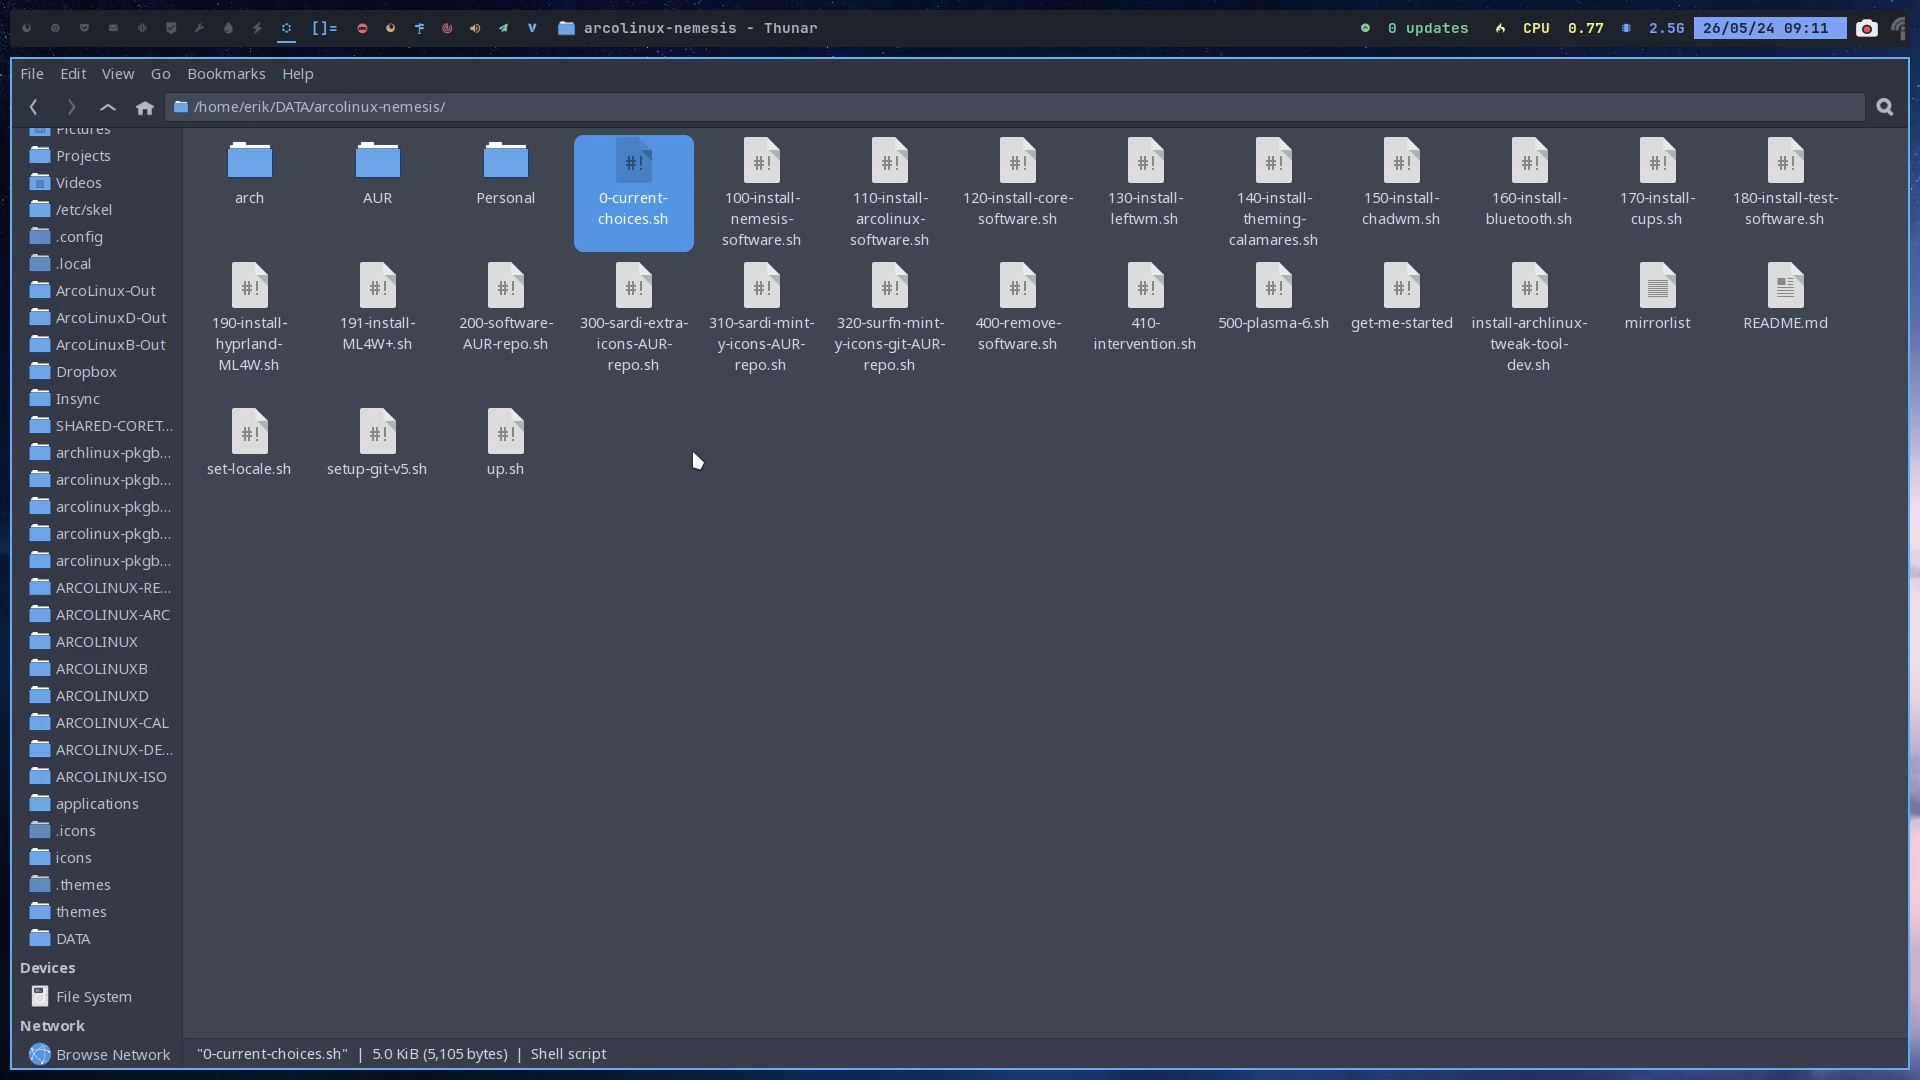 []= V arcolinux-nemesis - Thunar 0 updates CPU 0.77 2.5G 26/05/24 09:11
File Edit View Go Bookmarks Help
/home/erik/DATA/arcolinux-nemesis/
Pictures
Projects
Videos
/etc/skel
.config
.local
ArcoLinux-Out
ArcoLinuxD-Out
ArcoLinuxB-Out
Dropbox
Insync
SHARED-CORET...
archlinux-pkgb...
arcolinux-pkgb...
arcolinux-pkgb...
arcolinux-pkgb...
arcolinux-pkgb...
ARCOLINUX-RE...
ARCOLINUX-ARC
ARCOLINUX
ARCOLINUXB
ARCOLINUXD
ARCOLINUX-CAL
ARCOLINUX-DE...
ARCOLINUX-ISO
applications
.icons
icons
.themes
themes
DATA
Devices
File System
Network
Browse Network
arch
AUR
Personal
0-current-
choices.sh
100-install-
nemesis-
software.sh
110-install-
arcolinux-
software.sh
120-install-core-
software.sh
130-install-
leftwm.sh
140-install-
theming-
calamares.sh
150-install-
chadwm.sh
160-install-
bluetooth.sh
170-install-
cups.sh
180-install-test-
software.sh
190-install-
hyprland-
ML4W.sh
191-install-
ML4W+.sh
200-software-
AUR-repo.sh
300-sardi-extra-
icons-AUR-
repo.sh
310-sardi-mint-
y-icons-AUR-
repo.sh
320-surfn-mint-
y-icons-git-AUR-
repo.sh
400-remove-
software.sh
410-
intervention.sh
500-plasma-6.sh
get-me-started
install-archlinux-
tweak-tool-
dev.sh
mirrorlist
README.md
set-locale.sh
setup-git-v5.sh
up.sh
"0-current-choices.sh" | 5.0 KiB (5,105 bytes) | Shell script